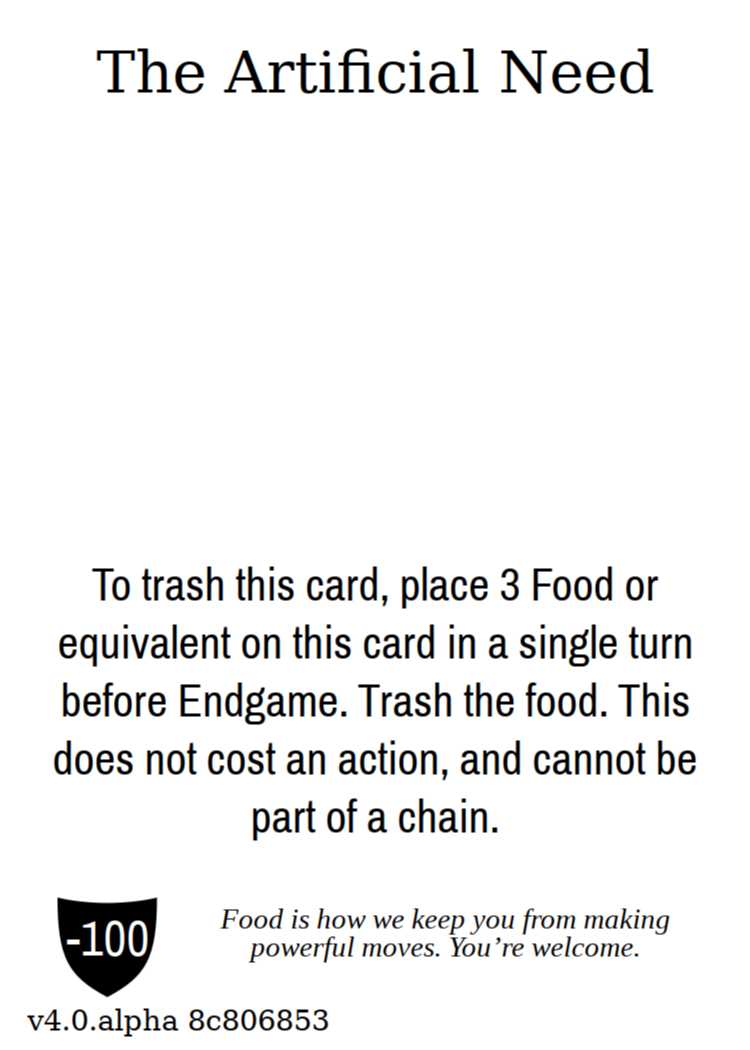 The Artificial Need
To trash this card, place 3 Food or
equivalent on this card in a single turn
before Endgame. Trash the food. This
does not cost an action, and cannot be
part of a chain.
-100
Food is how we keep you from making
powerful moves. You’re welcome.
v4.0.alpha 8c806853